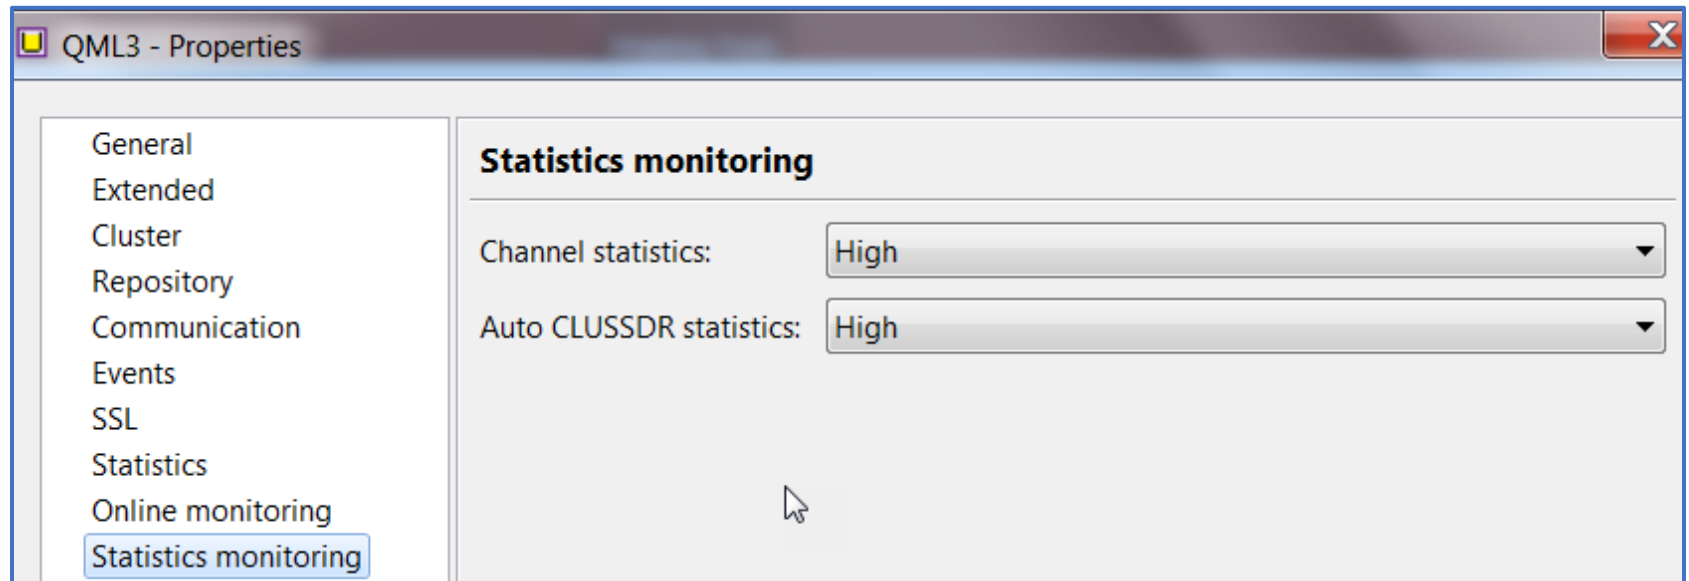 QML3 - Properties
General
Extended
Cluster
Repository
Communication
Events
SSL
Statistics
Online monitoring
Statistics monitoring
Statistics monitoring
Channel statistics: High
Auto CLUSSDR statistics: High